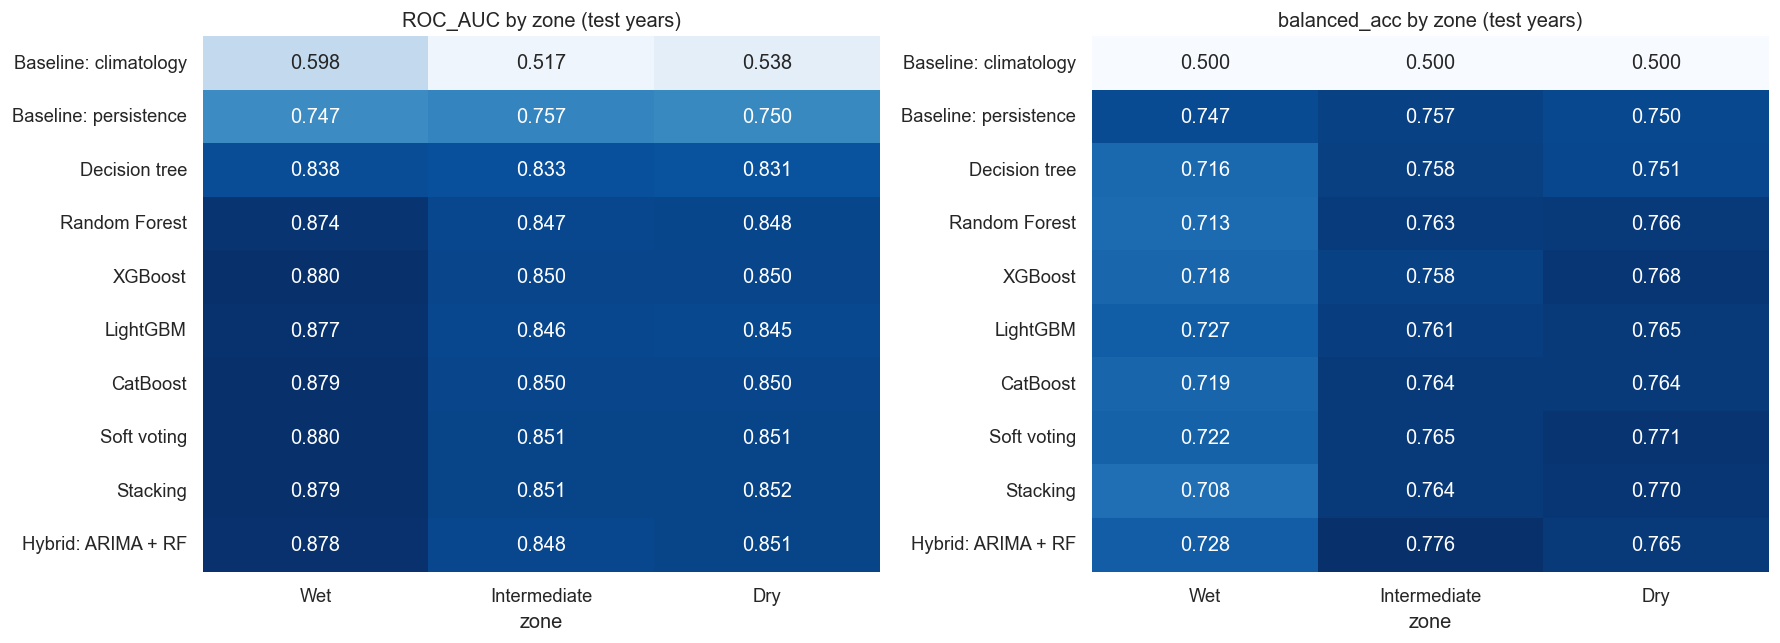 ROC_AUC by zone (test years)
Baseline: climatology 0.598 0.517 0.538
Baseline: persistence 0.747 0.757 0.750
Decision tree 0.838 0.833 0.831
Random Forest 0.874 0.847 0.848
XGBoost 0.880 0.850 0.850
LightGBM 0.877 0.846 0.845
CatBoost 0.879 0.850 0.850
Soft voting 0.880 0.851 0.851
Stacking 0.879 0.851 0.852
Hybrid: ARIMA + RF 0.878 0.848 0.851
Wet Intermediate Dry
zone
balanced_acc by zone (test years)
Baseline: climatology 0.500 0.500 0.500
Baseline: persistence 0.747 0.757 0.750
Decision tree 0.716 0.758 0.751
Random Forest 0.713 0.763 0.766
XGBoost 0.718 0.758 0.768
LightGBM 0.727 0.761 0.765
CatBoost 0.719 0.764 0.764
Soft voting 0.722 0.765 0.771
Stacking 0.708 0.764 0.770
Hybrid: ARIMA + RF 0.728 0.776 0.765
Wet Intermediate Dry
zone